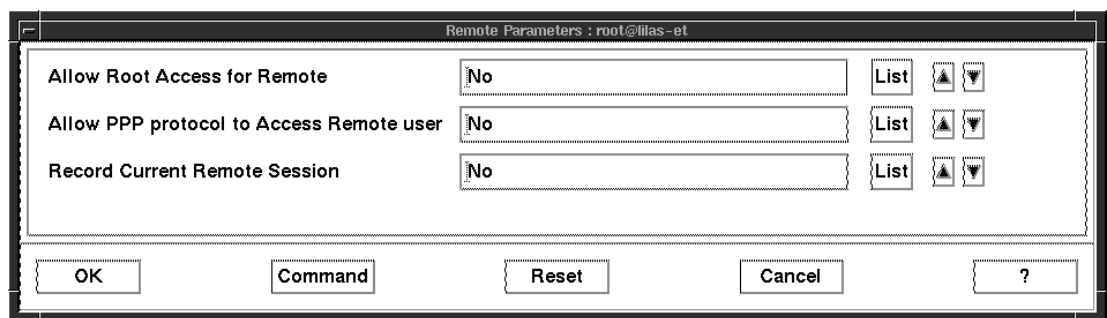 Remote Parameters : root@lilas-et
Allow Root Access for Remote No List
Allow PPP protocol to Access Remote user No List
Record Current Remote Session No List
OK Command Reset Cancel ?